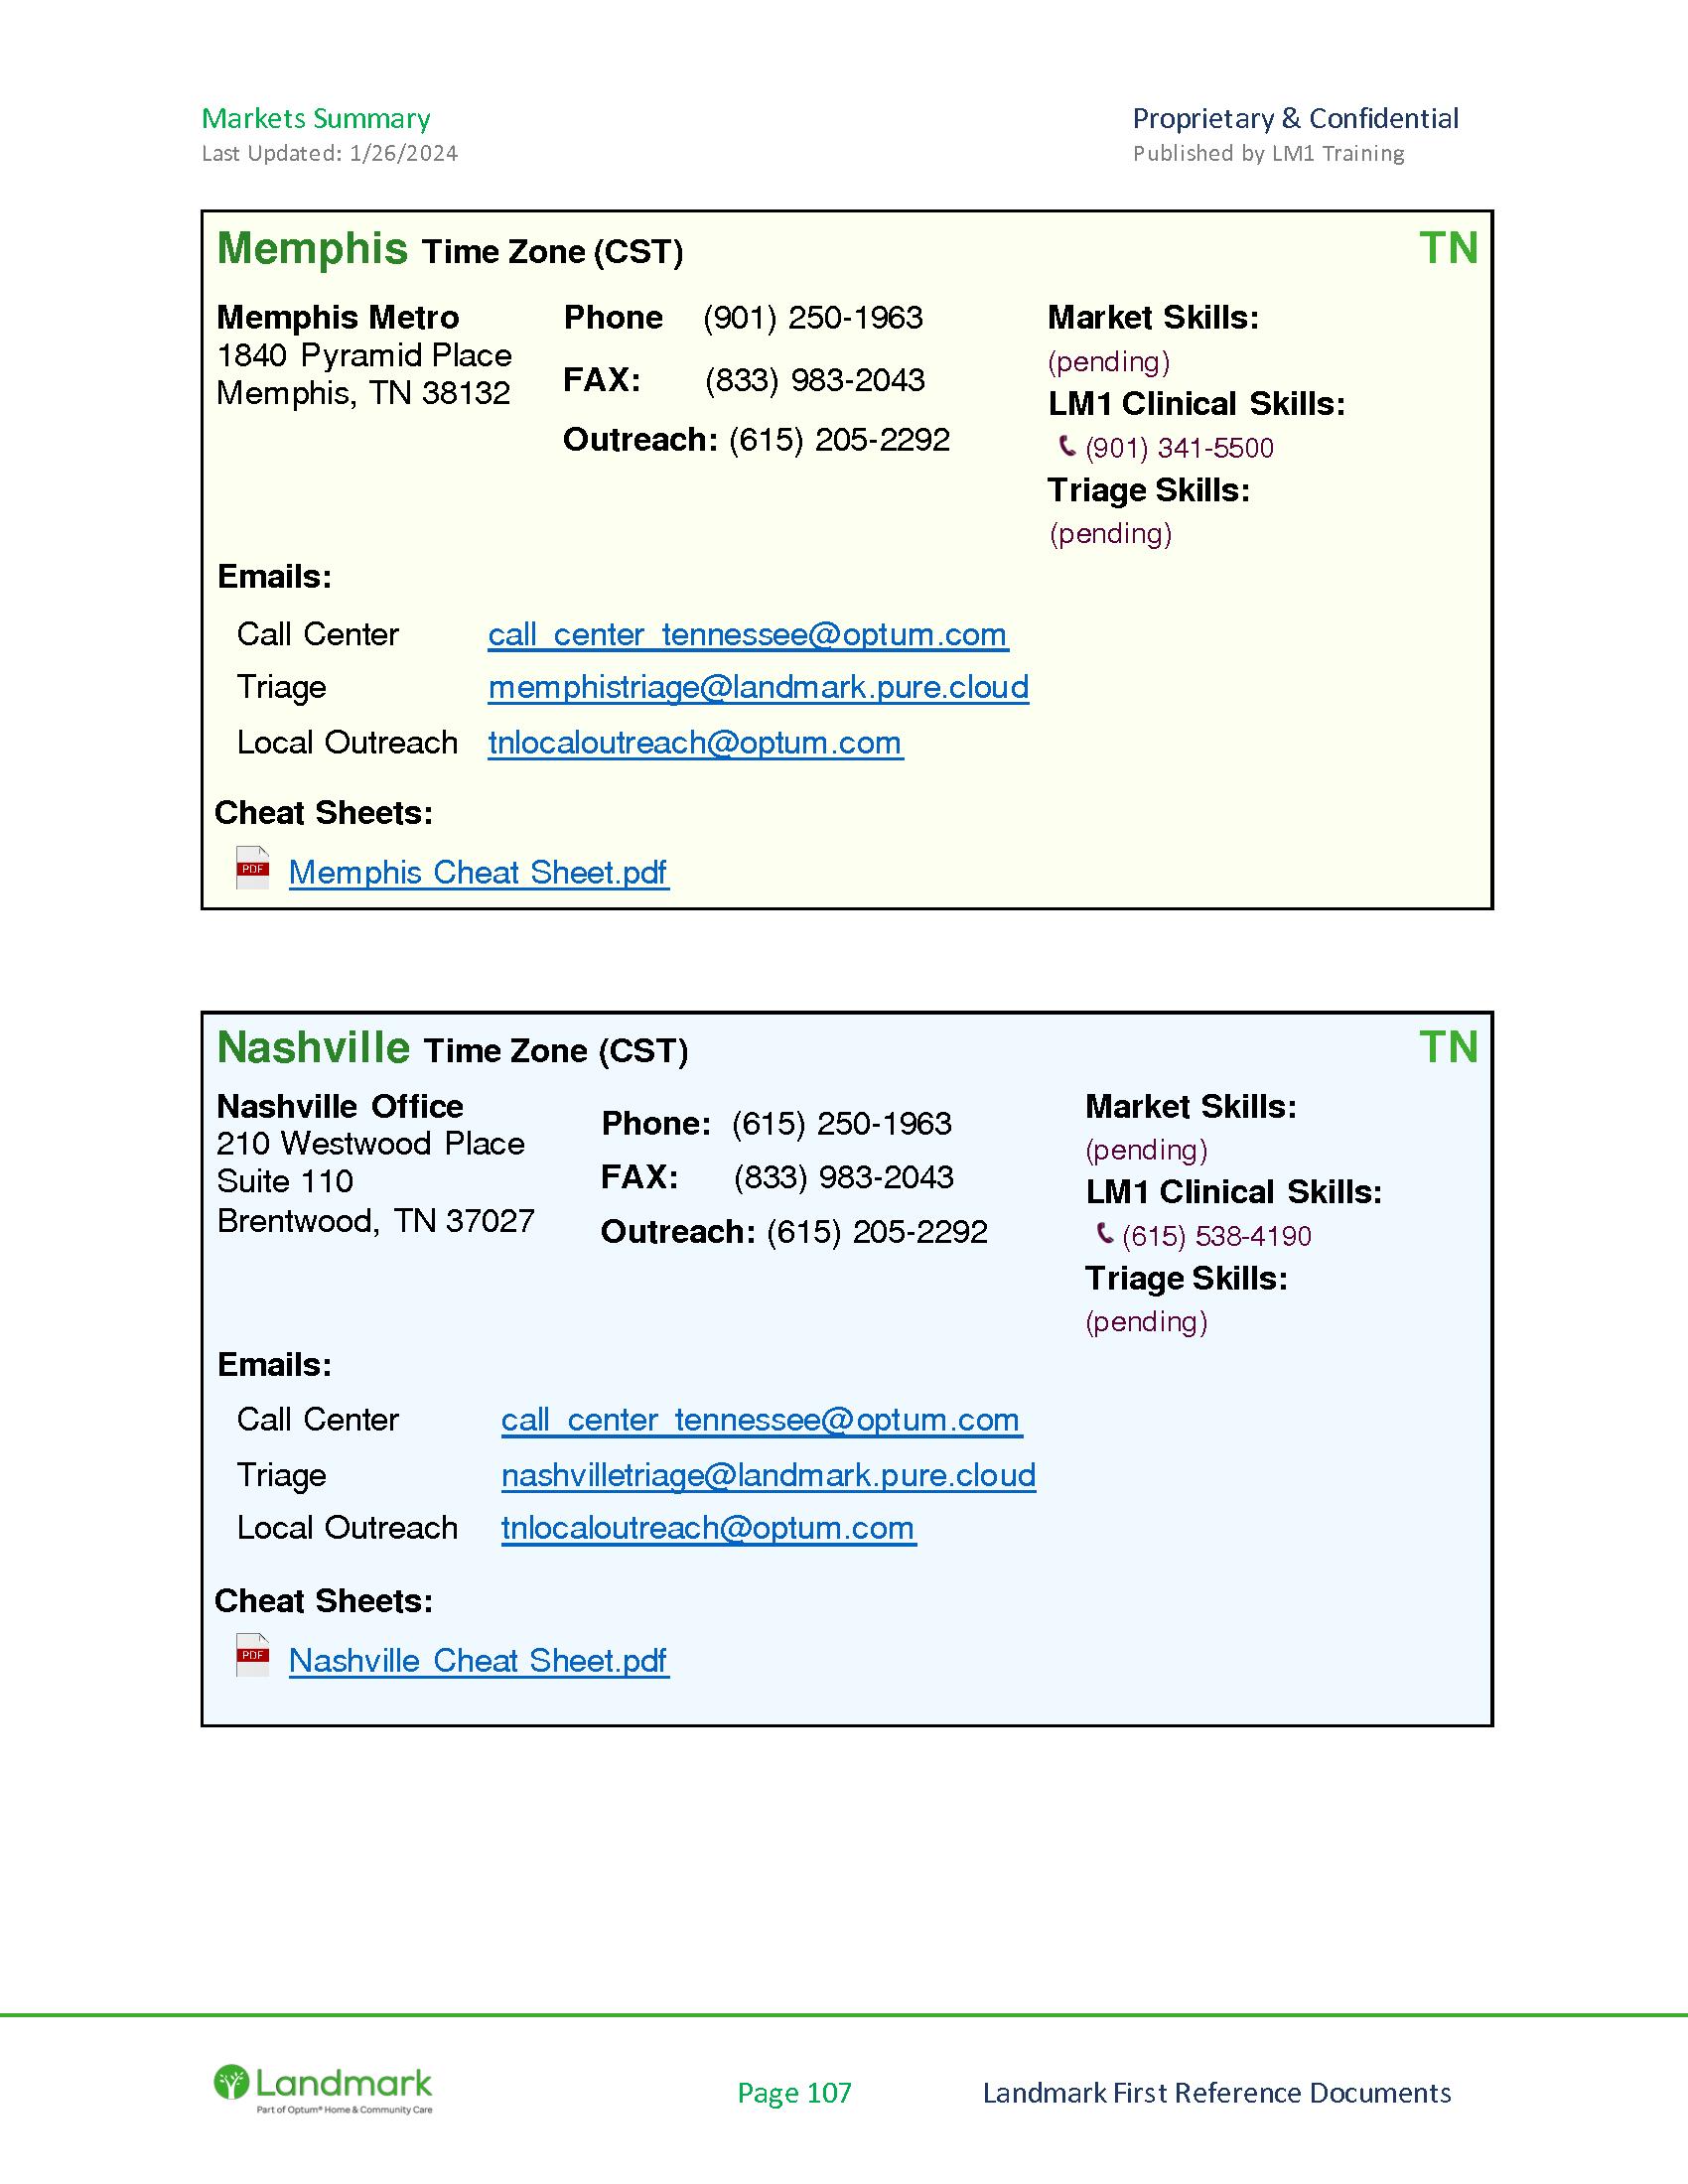 Markets Summary Proprietary & Confidential
Last Updated: 1/26/2024 Published by LM1 Training
Memphis Time Zone (CST) TN
Memphis Metro
1840 Pyramid Place
Memphis, TN 38132
Phone (901) 250-1963
FAX: (833) 983-2043
Outreach: (615) 205-2292
Market Skills:
(pending)
LM1 Clinical Skills:
(901) 341-5500
Triage Skills:
(pending)
Emails:
Call Center call_center_tennessee@optum.com
Triage memphistriage@landmark.pure.cloud
Local Outreach tnlocaloutreach@optum.com
Cheat Sheets:
PDF Memphis Cheat Sheet.pdf
Nashville Time Zone (CST) TN
Nashville Office
210 Westwood Place
Suite 110
Brentwood, TN 37027
Phone: (615) 250-1963
FAX: (833) 983-2043
Outreach: (615) 205-2292
Market Skills:
(pending)
LM1 Clinical Skills:
(615) 538-4190
Triage Skills:
(pending)
Emails:
Call Center call_center_tennessee@optum.com
Triage nashvilletriage@landmark.pure.cloud
Local Outreach tnlocaloutreach@optum.com
Cheat Sheets:
PDF Nashville Cheat Sheet.pdf
Landmark
Part of Optum® Home & Community Care
Page 107 Landmark First Reference Documents